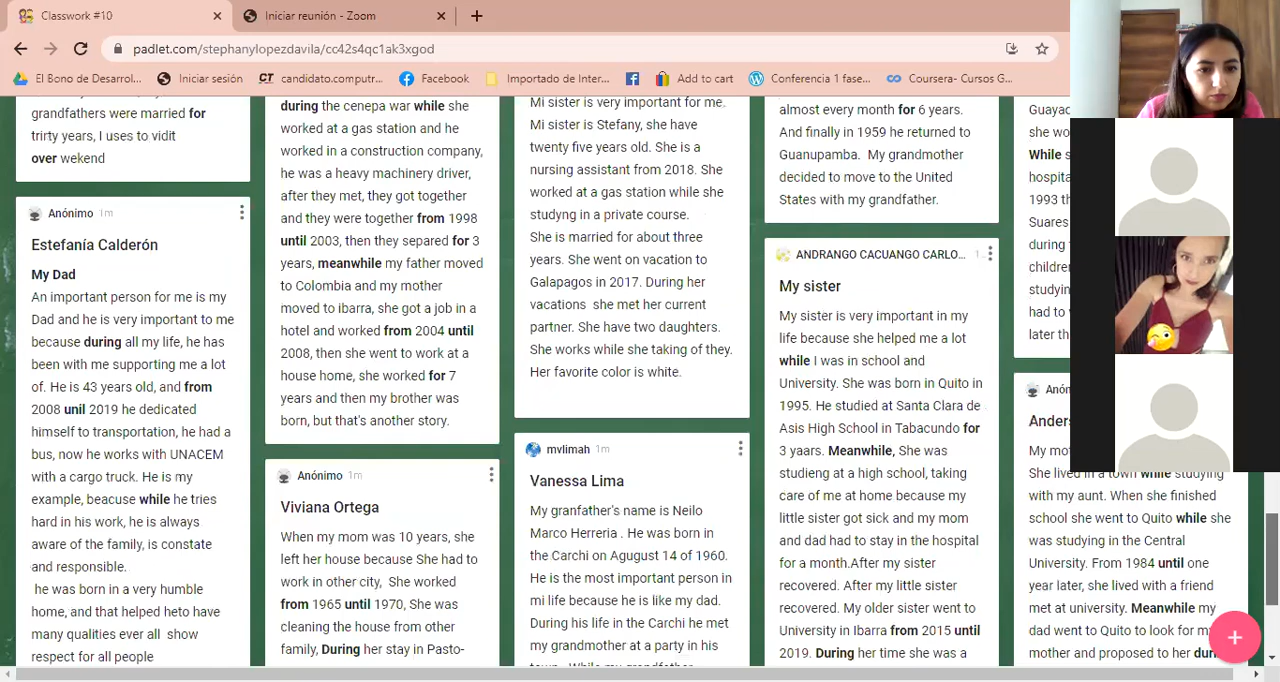 Classwork #10
Iniciar reunión - Zoom
padlet.com/stephanylopezdavila/cc42s4qc1ak3xgod
El Bono de Desarrol...
Iniciar sesión
candidato.computr...
Facebook
Importado de Inter...
Add to cart
Conferencia 1 fase...
Coursera- Cursos G...
grandfathers were married for
trirty years, I uses to vidit
over wekend
Anónimo 1m
Estefanía Calderón
My Dad
An important person for me is my
Dad and he is very important to me
because during all my life, he has
been with me supporting me a lot
of. He is 43 years old, and from
2008 unil 2019 he dedicated
himself to transportation, he had a
bus, now he works with UNACEM
with a cargo truck. He is my
example, beacuse while he tries
hard in his work, he is always
aware of the family, is constate
and responsible.
he was born in a very humble
home, and that helped heto have
many qualities ever all show
respect for all people
during the cenepa war while she
worked at a gas station and he
worked in a construction company,
he was a heavy machinery driver,
after they met, they got together
and they were together from 1998
until 2003, then they separed for 3
years, meanwhile my father moved
to Colombia and my mother
moved to ibarra, she got a job in a
hotel and worked from 2004 until
2008, then she went to work at a
house home, she worked for 7
years and then my brother was
born, but that's another story.
Anónimo 1m
Viviana Ortega
When my mom was 10 years, she
left her house because She had to
work in other city, She worked
from 1965 until 1970, She was
cleaning the house from other
family, During her stay in Pasto-
Mi sister is very important for me.
Mi sister is Stefany, she have
twenty five years old. She is a
nursing assistant from 2018. She
worked at a gas station while she
studyng in a private course.
She is married for about three
years. She went on vacation to
Galapagos in 2017. During her
vacations she met her current
partner. She have two daughters.
She works while she taking of they.
Her favorite color is white.
mvlimah 1m
Vanessa Lima
My granfather's name is Neilo
Marco Herreria . He was born in
the Carchi on Agugust 14 of 1960.
He is the most important person in
mi life because he is like my dad.
During his life in the Carchi he met
my grandmother at a party in his
town. While my grandfather
almost every month for 6 years.
And finally in 1959 he returned to
Guanupamba. My grandmother
decided to move to the United
States with my grandfather.
ANDRANGO CACUANGO CARLO...
My sister
My sister is very important in my
life because she helped me a lot
while I was in school and
University. She was born in Quito in
1995. He studied at Santa Clara de
Asis High School in Tabacundo for
3 yaars. Meanwhile, She was
studieng at a high school, taking
care of me at home because my
little sister got sick and my mom
and dad had to stay in the hospital
for a month.After my sister
recovered. After my little sister
recovered. My older sister went to
University in Ibarra from 2015 until
2019. During her time she was a
Guayaq
she wo
While s
hospita
1993 th
Suares
during t
children
studyin
had to v
later the
Anón
Anders
My mot
She lived in a town while studying
with my aunt. When she finished
school she went to Quito while she
was studying in the Central
University. From 1984 until one
year later, she lived with a friend
met at university. Meanwhile my
dad went to Quito to look for my
mother and proposed to her duri